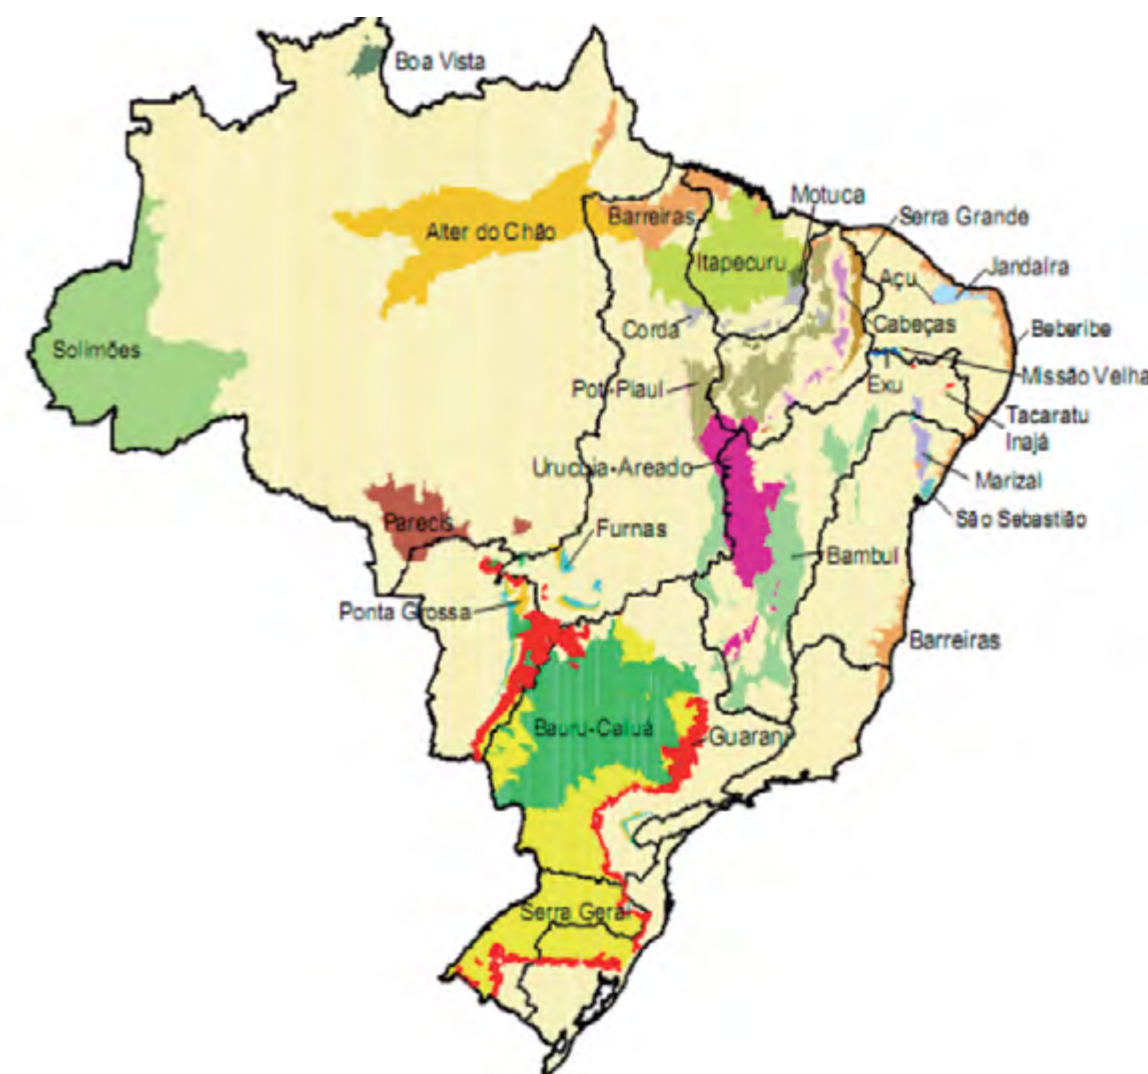 Boa Vista
Motuca
Barreiras
Serra Grande
Alter do Chão
Itapecuru
Açu
Jandaíra
Corda
Cabeças
Beberibe
Solimões
Exu
Missão Velha
Poti-Piauí
Tacaratu
Inajá
Urucuia-Areado
Marizal
São Sebastião
Parecis
Furnas
Bambuí
Ponta Grossa
Barreiras
Bauru-Caiuá
Guarani
Serra Geral